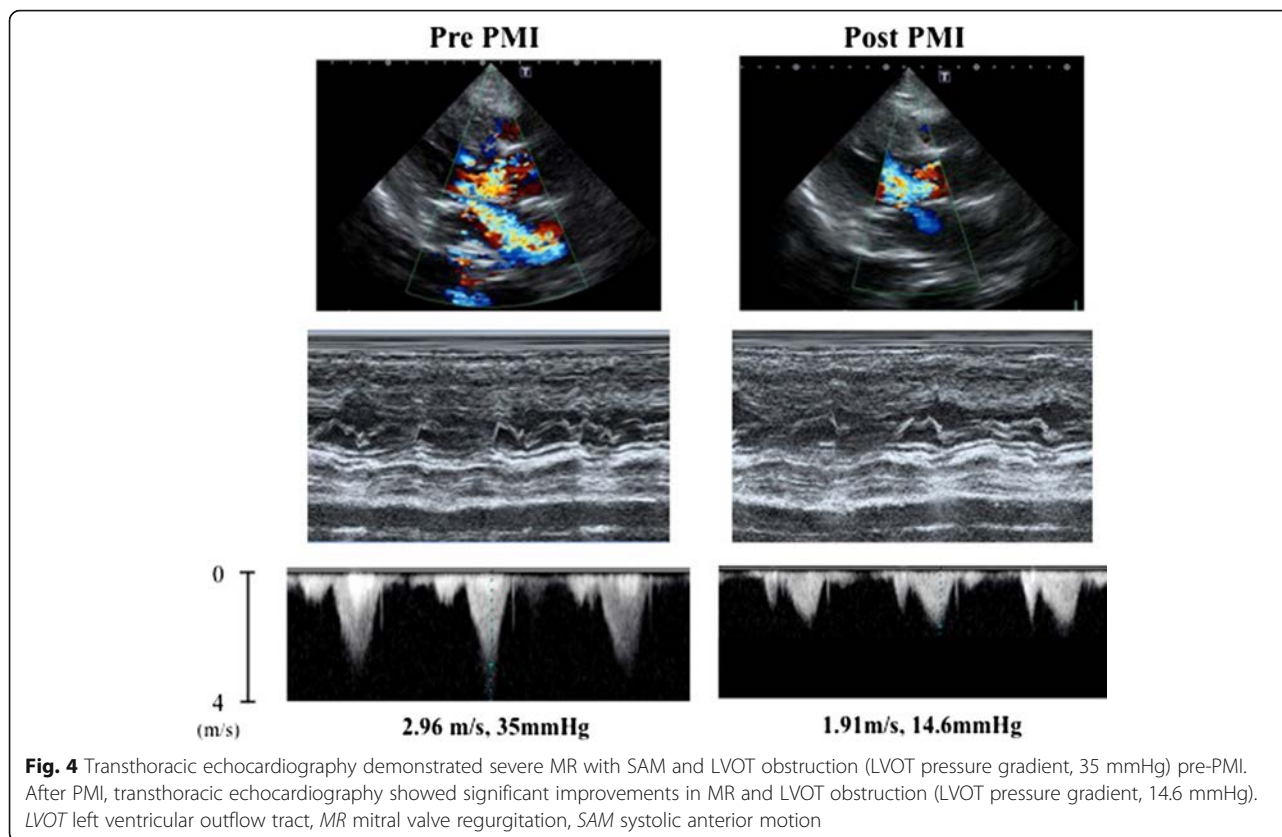 Pre PMI
Post PMI
T
T
0
4
(m/s)
2.96 m/s, 35mmHg
1.91m/s, 14.6mmHg
Fig. 4 Transthoracic echocardiography demonstrated severe MR with SAM and LVOT obstruction (LVOT pressure gradient, 35 mmHg) pre-PMI.
After PMI, transthoracic echocardiography showed significant improvements in MR and LVOT obstruction (LVOT pressure gradient, 14.6 mmHg).
LVOT left ventricular outflow tract, MR mitral valve regurgitation, SAM systolic anterior motion